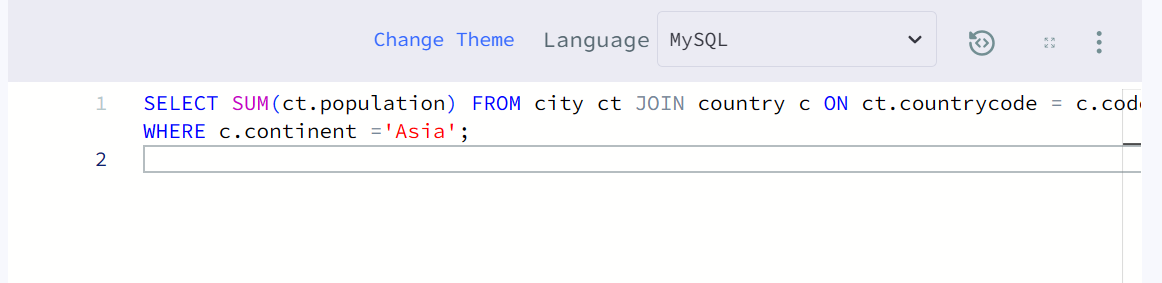 Change Theme Language MySQL
1 SELECT SUM(ct.population) FROM city ct JOIN country c ON ct.countrycode = c.cod
WHERE c.continent ='Asia';
2